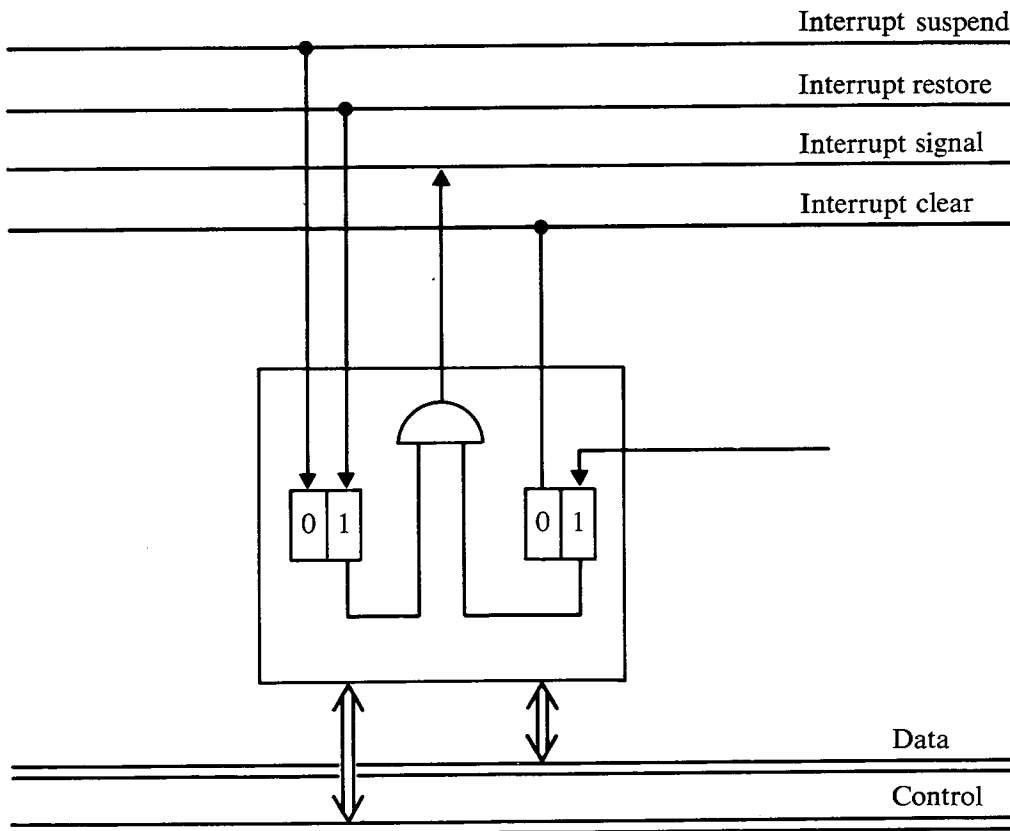 Interrupt suspend
Interrupt restore
Interrupt signal
Interrupt clear
0 1
0 1
Data
Control